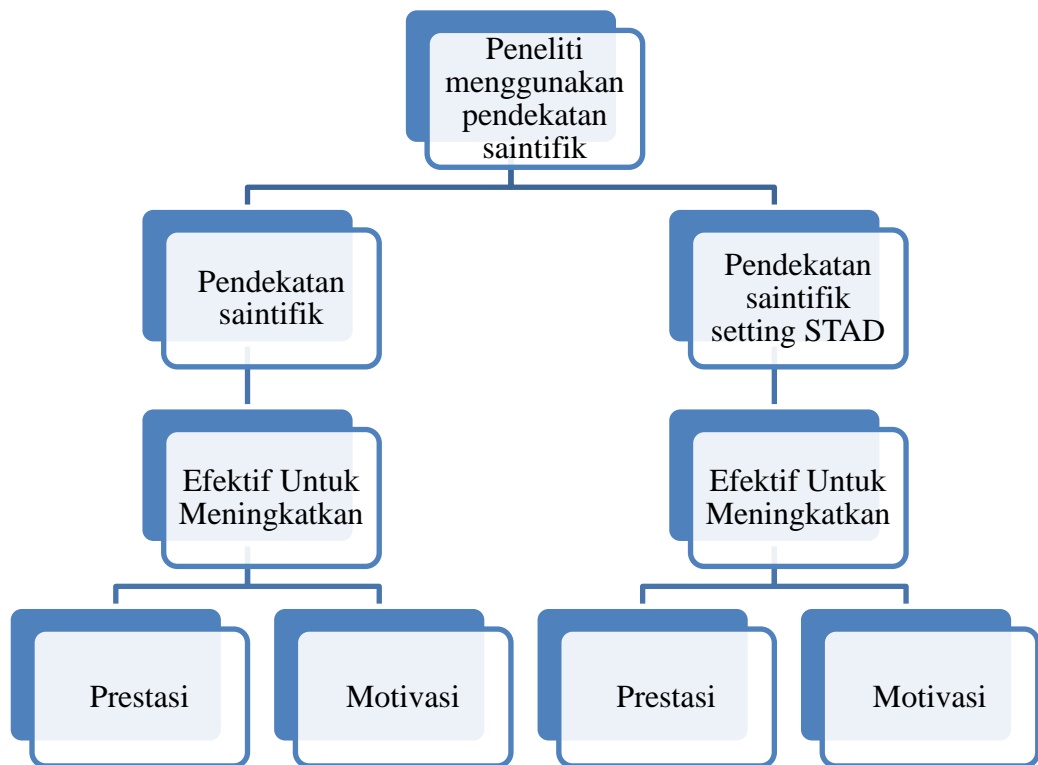 Peneliti
menggunakan
pendekatan
saintifik
Pendekatan
saintifik
Pendekatan
saintifik
setting STAD
Efektif Untuk
Meningkatkan
Efektif Untuk
Meningkatkan
Prestasi
Motivasi
Prestasi
Motivasi